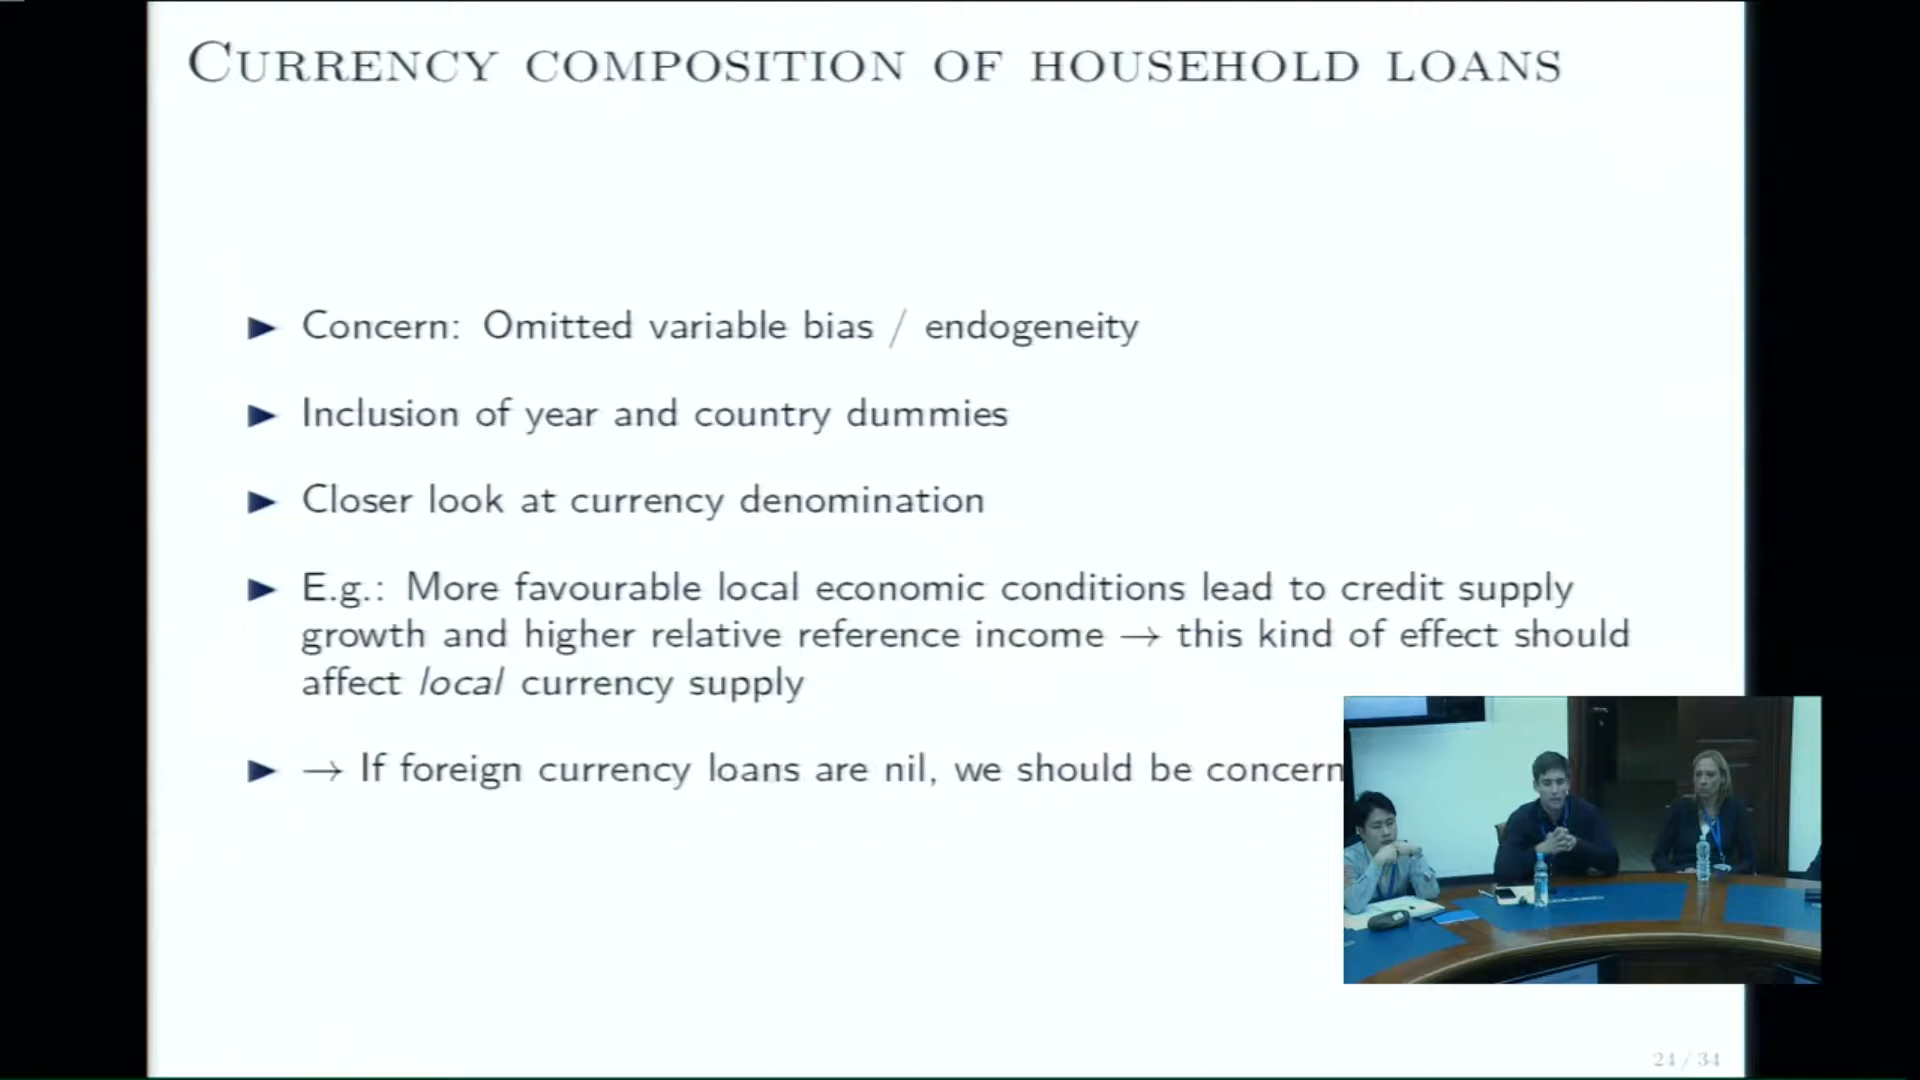 CURRENCY COMPOSITION OF HOUSEHOLD LOANS
► Concern: Omitted variable bias / endogeneity
► Inclusion of year and country dummies
► Closer look at currency denomination
► E.g.: More favourable local economic conditions lead to credit supply
growth and higher relative reference income → this kind of effect should
affect local currency supply
► → If foreign currency loans are nil, we should be concern
24 / 34